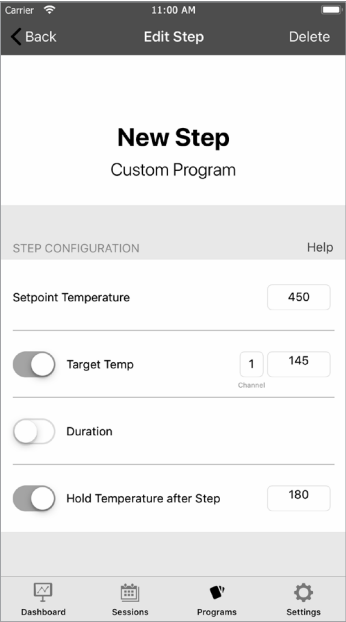 Carrier 11:00 AM
Back Edit Step Delete
New Step
Custom Program
STEP CONFIGURATION Help
Setpoint Temperature 450
Target Temp 1 145
Channel
Duration
Hold Temperature after Step 180
Dashboard Sessions Programs Settings